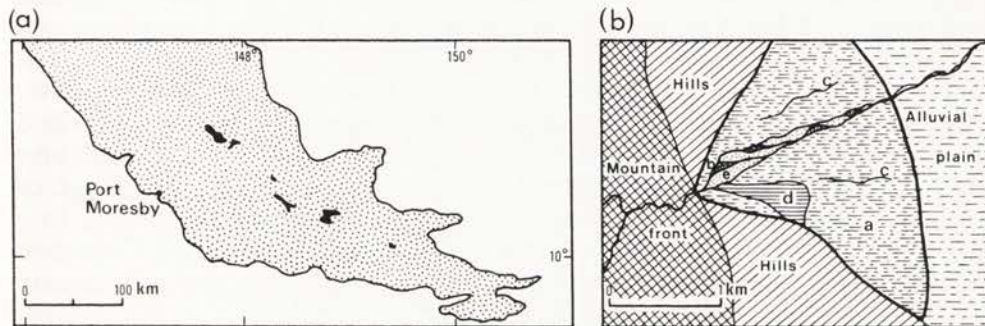 (a)
148°
150°
Port
Moresby
10°
0
100 km
(b)
Hills
c
Alluvial
plain
b
e
Mountain
c
d
a
front
Hills
0
1
km